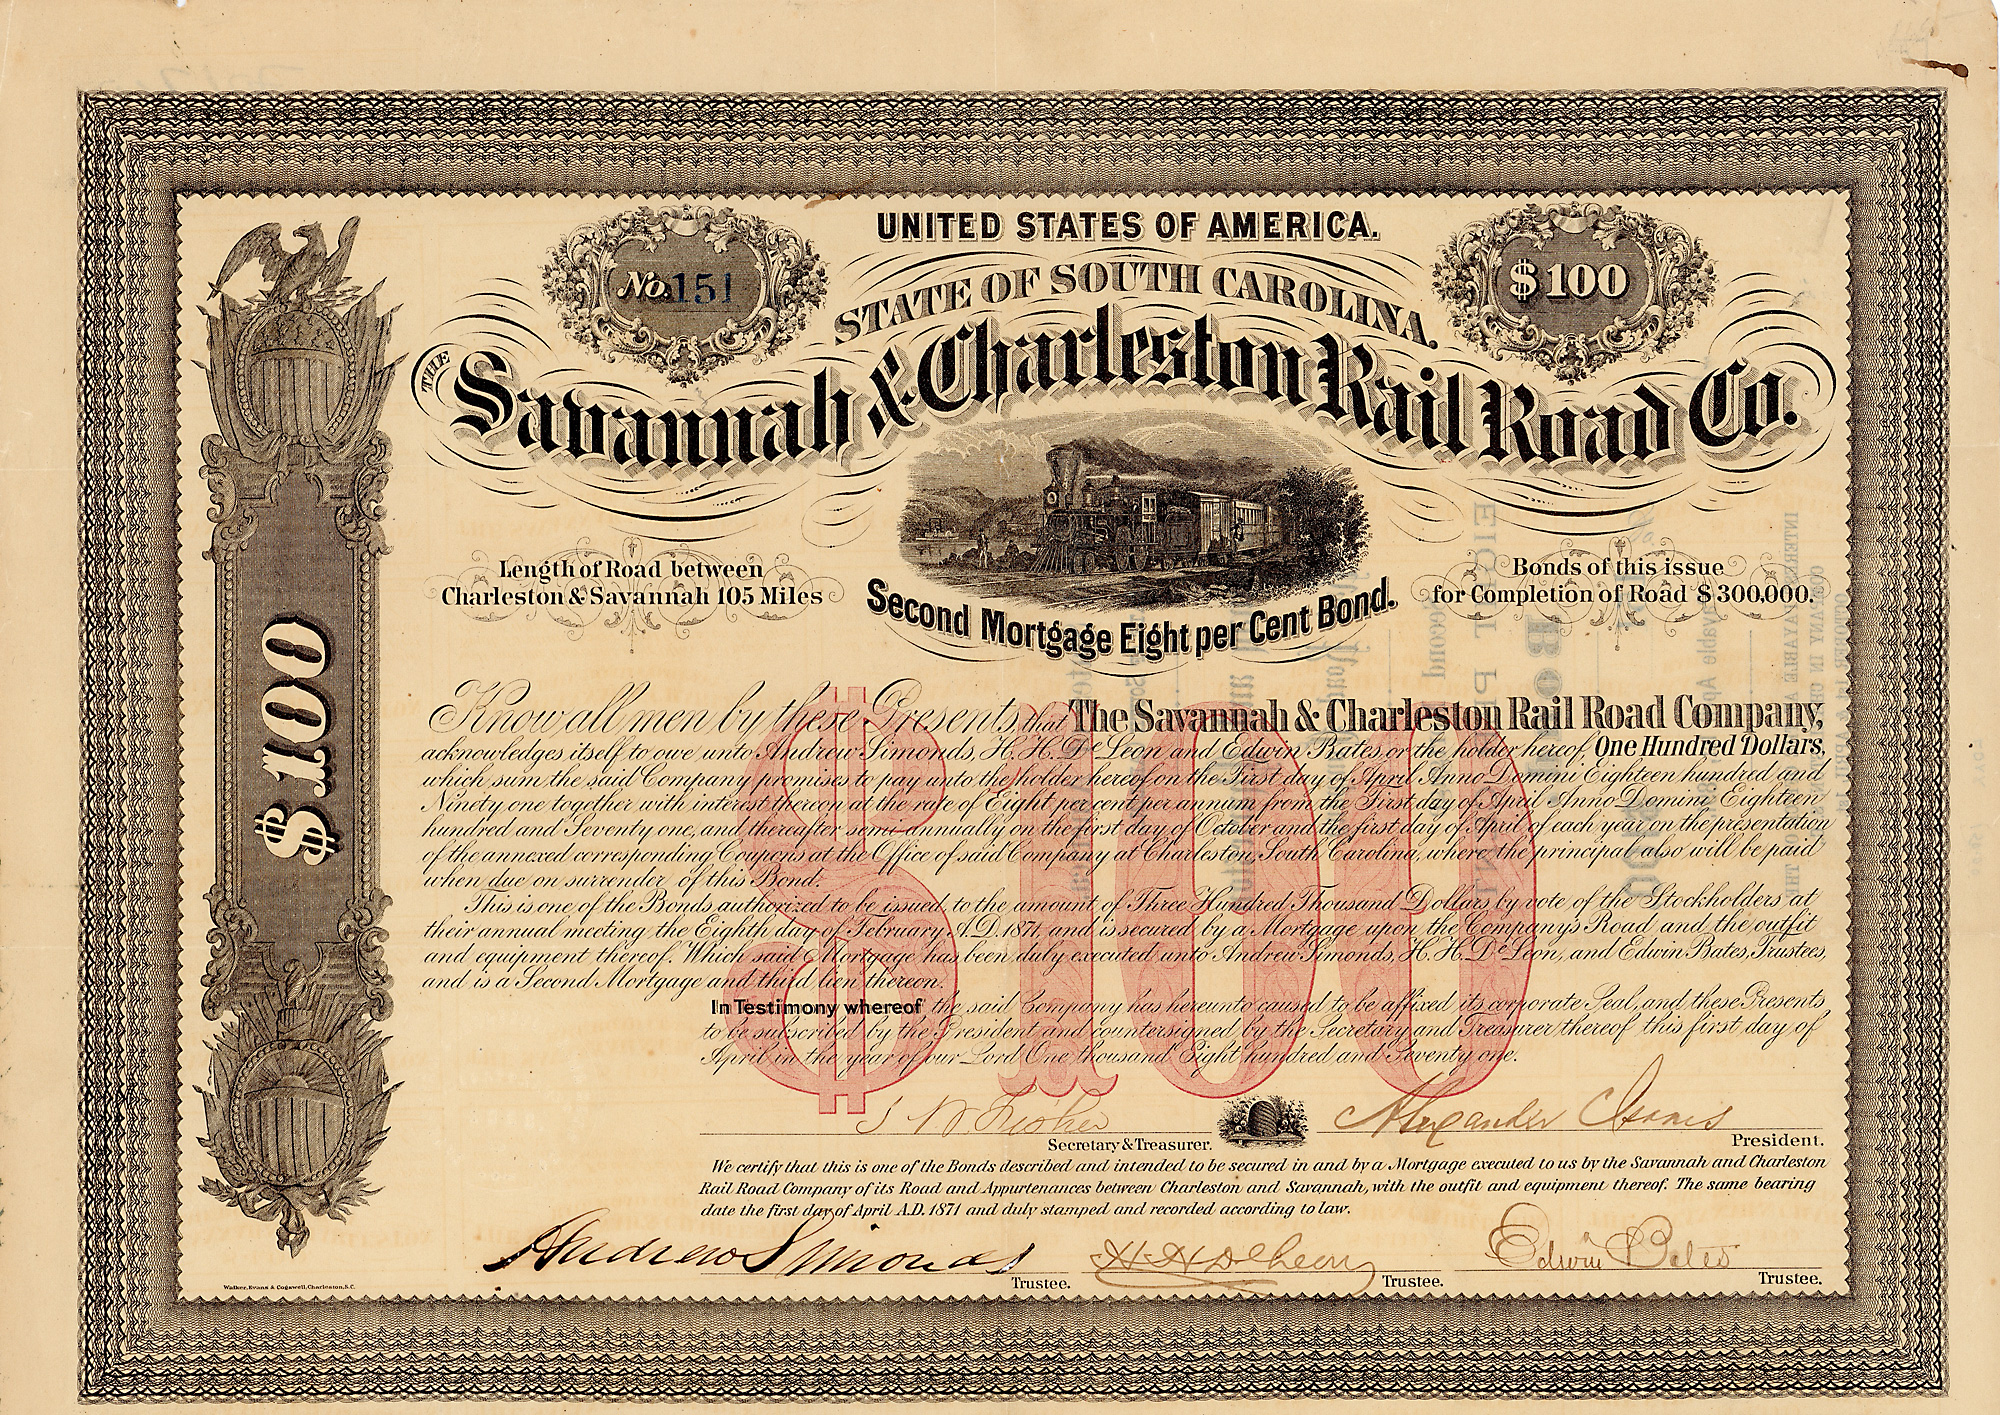 UNITED STATES OF AMERICA.
No. 151
$100
STATE OF SOUTH CAROLINA.
THE Savannah & Charleston Rail Road Co.
Length of Road between
Charleston & Savannah 105 Miles
Bonds of this issue
for Completion of Road $300,000.
Second Mortgage Eight per Cent Bond.
$100
Know all men by these Presents, that The Savannah & Charleston Rail Road Company,
acknowledges itself to owe unto Andrew Simonds, H. H. De Leon and Edwin Bates, or the holder hereof, One Hundred Dollars,
which sum the said Company promises to pay unto the holder hereof on the First day of April Anno Domini Eighteen hundred and
Ninety one together with interest thereon at the rate of Eight per cent per annum from the First day of April Anno Domini Eighteen
hundred and Seventy one, and thereafter semi annually on the first day of October and the first day of April of each year on the presentation
of the annexed corresponding Coupons at the Office of said Company at Charleston, South Carolina, where the principal also will be paid
when due on surrender of this Bond.
This is one of the Bonds authorized to be issued to the amount of Three Hundred Thousand Dollars by vote of the Stockholders at
their annual meeting the Eighth day of February A.D. 1871, and is secured by a Mortgage upon the Company's Road and the outfit
and equipment thereof. Which said Mortgage has been duly executed unto Andrew Simonds, H. H. De Leon, and Edwin Bates, Trustees,
and is a Second Mortgage and third lien thereon.
In Testimony whereof the said Company has hereunto caused to be affixed its corporate Seal, and these Presents
to be subscribed by the President and countersigned by the Secretary and Treasurer thereof this first day of
April in the year of our Lord One thousand Eight hundred and Seventy one.
$100
S W Fisher
Secretary & Treasurer.
Alexander Isaacs
President.
We certify that this is one of the Bonds described and intended to be secured in and by a Mortgage executed to us by the Savannah and Charleston
Rail Road Company of its Road and Appurtenances between Charleston and Savannah, with the outfit and equipment thereof. The same bearing
date the first day of April A.D. 1871 and duly stamped and recorded according to law.
Andrew Simonds
Trustee.
H H DeLeon
Trustee.
Edwin Bates
Trustee.
Walker, Evans & Cogswell, Charleston, S.C.